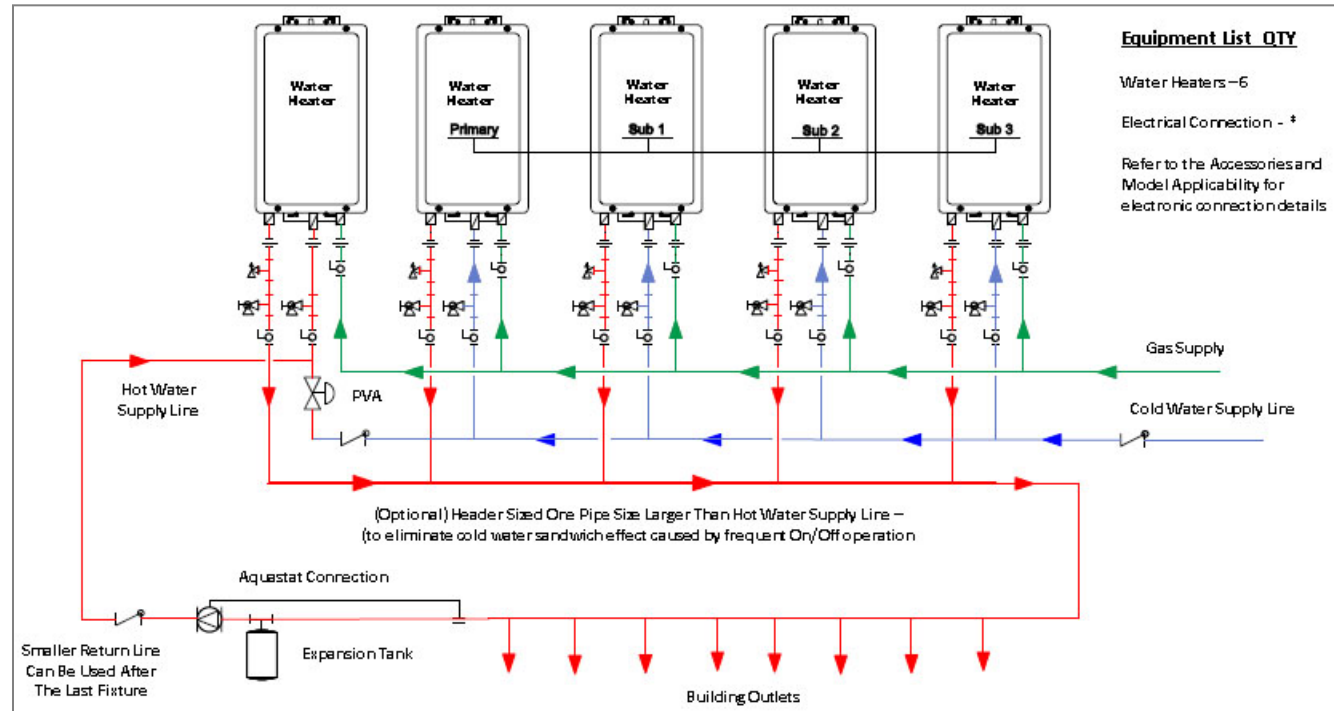 Equipment List QTY
Water Heaters – 6
Electrical Connection - *
Refer to the Accessories and
Model Applicability for
electronic connection details
Water
Heater
Water
Heater
Primary
Water
Heater
Sub 1
Water
Heater
Sub 2
Water
Heater
Sub 3
Gas Supply
Hot Water
Supply Line
PVA
Cold Water Supply Line
(Optional) Header Sized One Pipe Size Larger Than Hot Water Supply Line –
(to eliminate cold water sandwich effect caused by frequent On/Off operation
Aquastat Connection
Smaller Return Line
Can Be Used After
The Last Fixture
Expansion Tank
Building Outlets